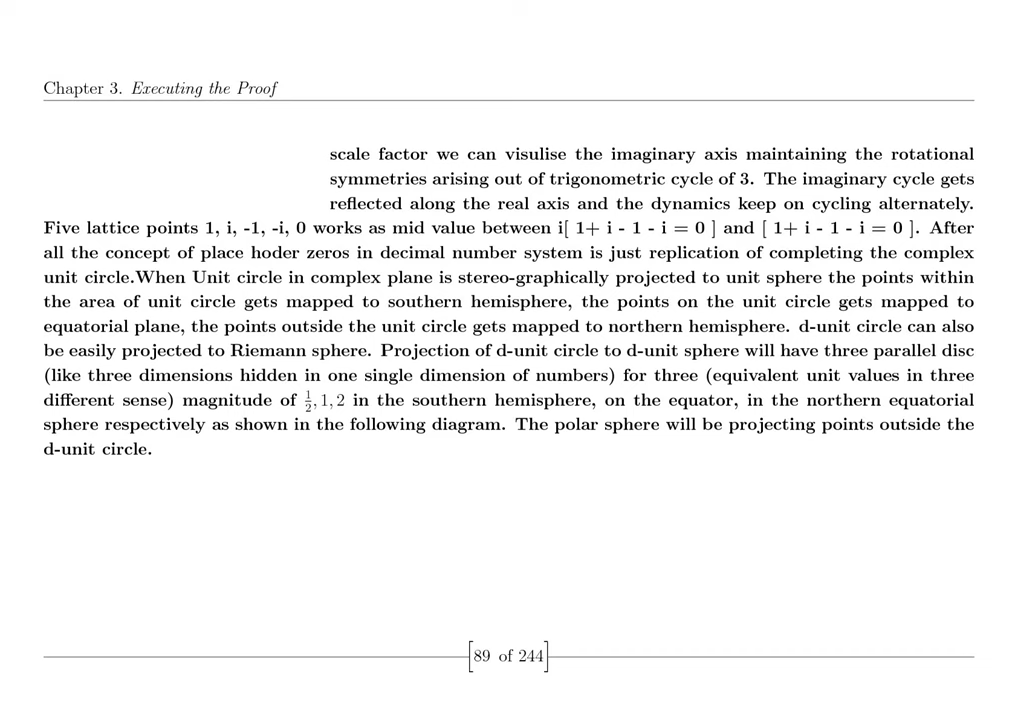 Chapter 3. Executing the Proof
scale factor we can visulise the imaginary axis maintaining the rotational
symmetries arising out of trigonometric cycle of 3. The imaginary cycle gets
reflected along the real axis and the dynamics keep on cycling alternately.
Five lattice points 1, i, -1, -i, 0 works as mid value between i[ 1+ i - 1 - i = 0 ] and [ 1+ i - 1 - i = 0 ]. After
all the concept of place hoder zeros in decimal number system is just replication of completing the complex
unit circle.When Unit circle in complex plane is stereo-graphically projected to unit sphere the points within
the area of unit circle gets mapped to southern hemisphere, the points on the unit circle gets mapped to
equatorial plane, the points outside the unit circle gets mapped to northern hemisphere. d-unit circle can also
be easily projected to Riemann sphere. Projection of d-unit circle to d-unit sphere will have three parallel disc
(like three dimensions hidden in one single dimension of numbers) for three (equivalent unit values in three
different sense) magnitude of 1/2, 1, 2 in the southern hemisphere, on the equator, in the northern equatorial
sphere respectively as shown in the following diagram. The polar sphere will be projecting points outside the
d-unit circle.
[89 of 244]